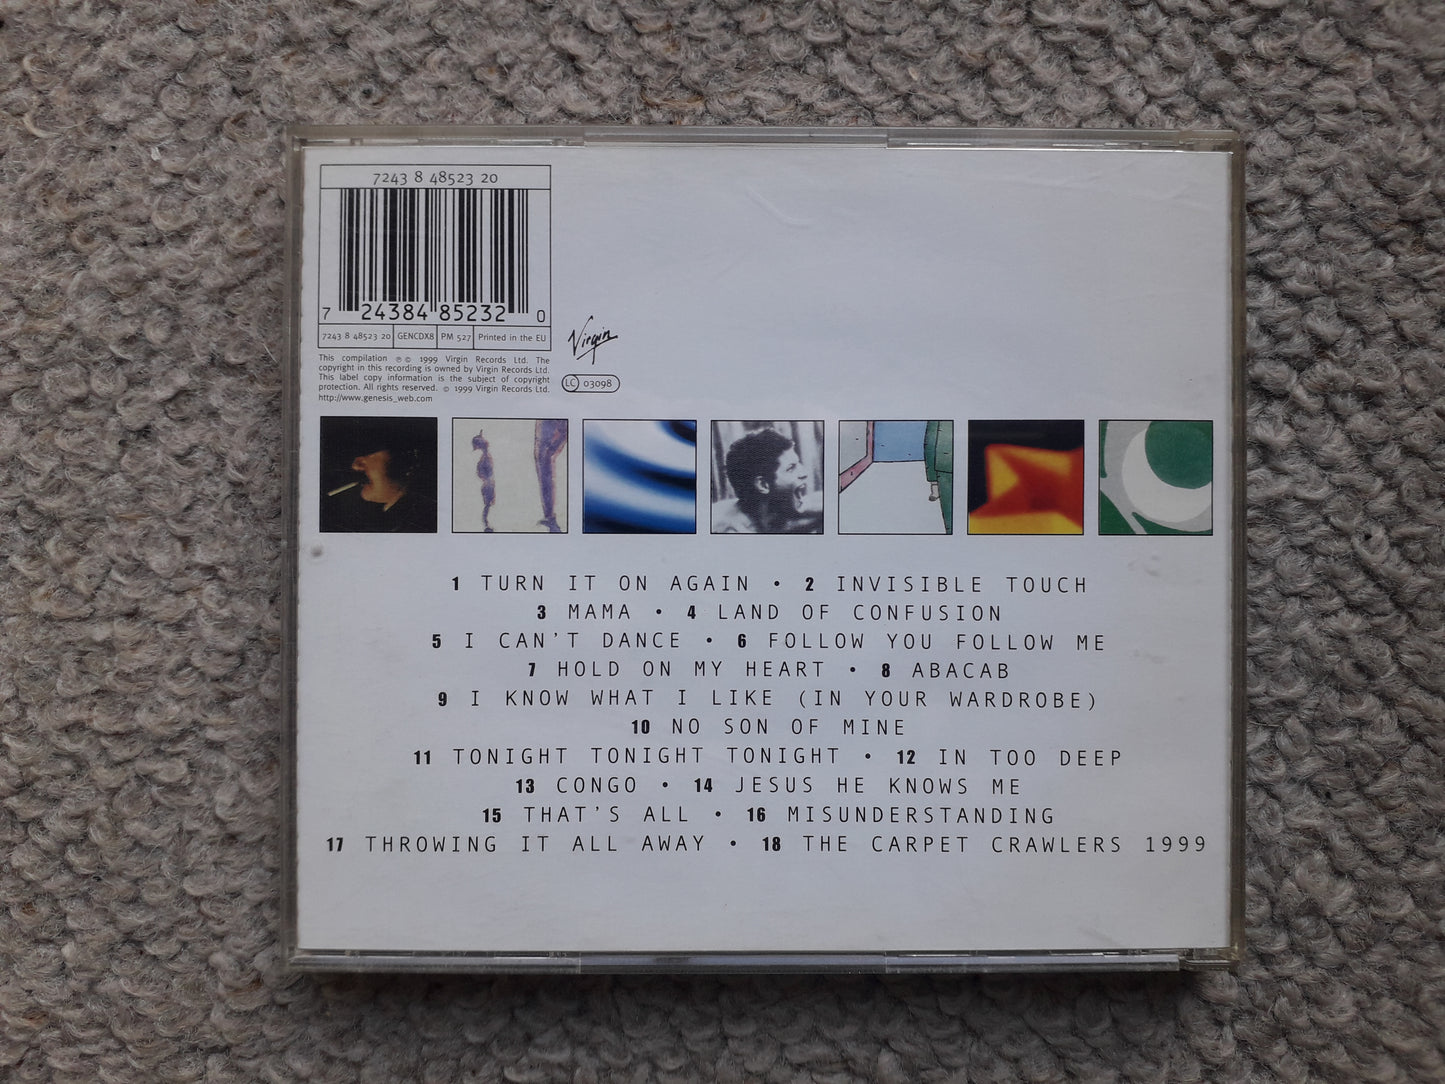 7243 8 48523 20
7 24384 85232 0
7243 8 48523 20 GENCDX8 PM 527 Printed in the EU
This compilation ℗ © 1999 Virgin Records Ltd. The
copyright in this recording is owned by Virgin Records Ltd.
This label copy information is the subject of copyright
protection. All rights reserved. © 1999 Virgin Records Ltd.
http://www.genesis_web.com
Virgin
LC 03098
1 TURN IT ON AGAIN • 2 INVISIBLE TOUCH
3 MAMA • 4 LAND OF CONFUSION
5 I CAN'T DANCE • 6 FOLLOW YOU FOLLOW ME
7 HOLD ON MY HEART • 8 ABACAB
9 I KNOW WHAT I LIKE (IN YOUR WARDROBE)
10 NO SON OF MINE
11 TONIGHT TONIGHT TONIGHT • 12 IN TOO DEEP
13 CONGO • 14 JESUS HE KNOWS ME
15 THAT'S ALL • 16 MISUNDERSTANDING
17 THROWING IT ALL AWAY • 18 THE CARPET CRAWLERS 1999